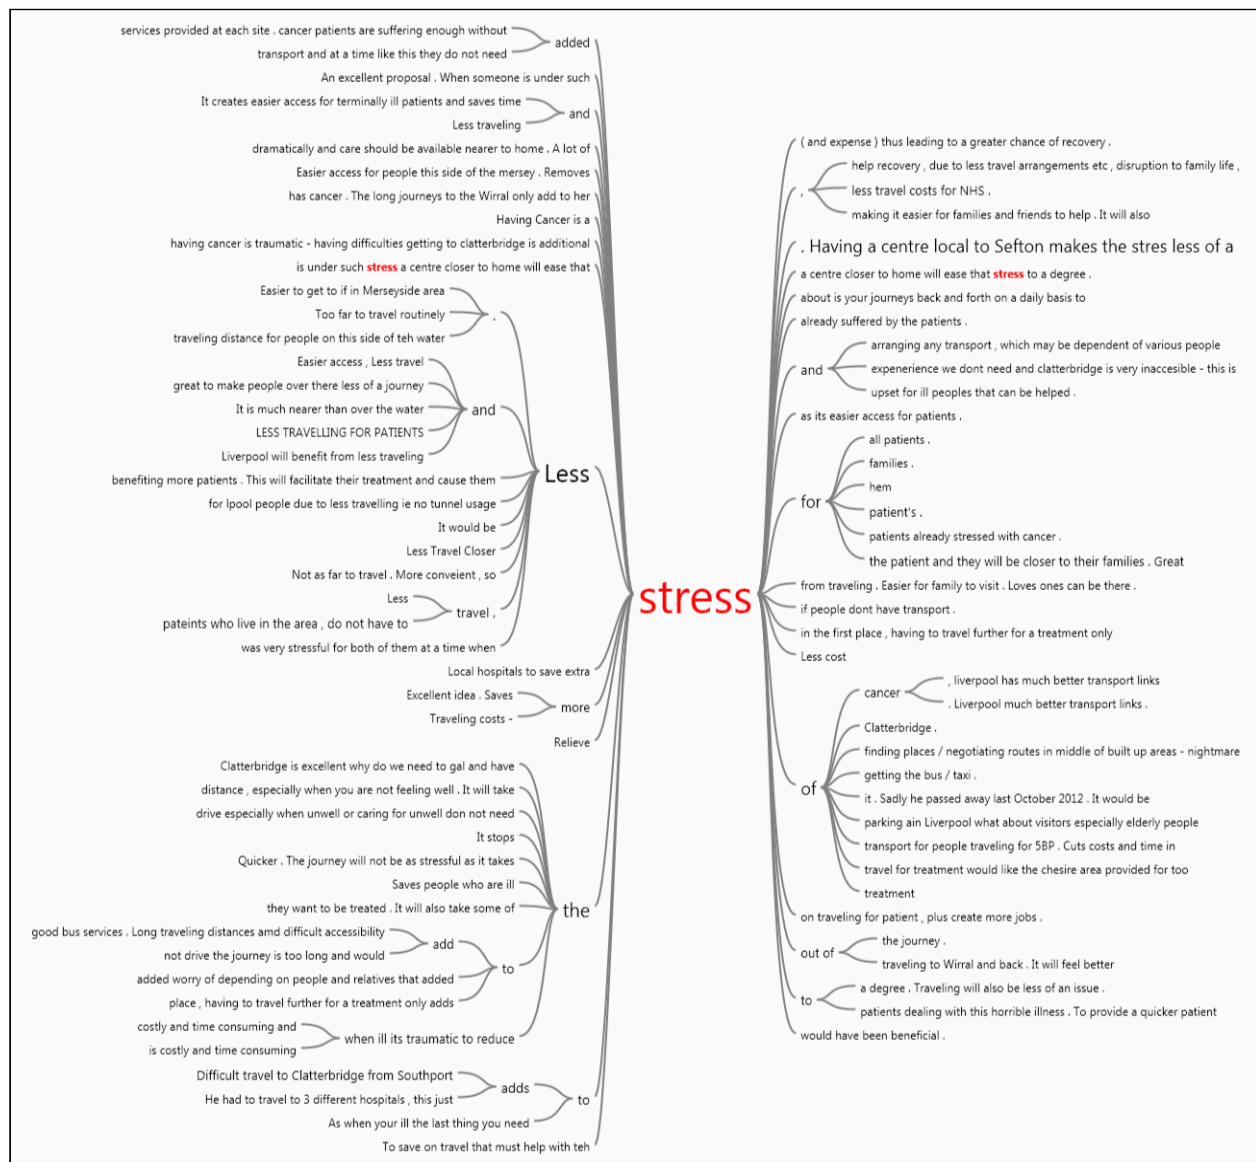 services provided at each site . cancer patients are suffering enough without
transport and at a time like this they do not need
added
An excellent proposal . When someone is under such
It creates easier access for terminally ill patients and saves time
Less traveling
and
dramatically and care should be available nearer to home . A lot of
Easier access for people this side of the mersey . Removes
has cancer . The long journeys to the Wirral only add to her
Having Cancer is a
having cancer is traumatic - having difficulties getting to clatterbridge is additional
is under such stress a centre closer to home will ease that
Easier to get to if in Merseyside area
Too far to travel routinely
traveling distance for people on this side of teh water
.
Easier access , Less travel
great to make people over there less of a journey
It is much nearer than over the water
LESS TRAVELLING FOR PATIENTS
Liverpool will benefit from less traveling
and
Less
benefiting more patients . This will facilitate their treatment and cause them
for lpool people due to less travelling ie no tunnel usage
It would be
Less Travel Closer
Not as far to travel . More conveient , so
Less
pateints who live in the area , do not have to
travel ,
was very stressful for both of them at a time when
Local hospitals to save extra
Excellent idea . Saves
Traveling costs -
more
Relieve
Clatterbridge is excellent why do we need to gal and have
distance , especially when you are not feeling well . It will take
drive especially when unwell or caring for unwell don not need
It stops
Quicker . The journey will not be as stressful as it takes
Saves people who are ill
they want to be treated . It will also take some of
the
good bus services . Long traveling distances amd difficult accessibility
not drive the journey is too long and would
add
added worry of depending on people and relatives that added
place , having to travel further for a treatment only adds
to
costly and time consuming and
is costly and time consuming
when ill its traumatic to reduce
Difficult travel to Clatterbridge from Southport
He had to travel to 3 different hospitals , this just
adds
As when your ill the last thing you need
to
To save on travel that must help with teh
stress
( and expense ) thus leading to a greater chance of recovery .
,
help recovery , due to less travel arrangements etc , disruption to family life ,
less travel costs for NHS .
making it easier for families and friends to help . It will also
. Having a centre local to Sefton makes the stres less of a
a centre closer to home will ease that stress to a degree .
about is your journeys back and forth on a daily basis to
already suffered by the patients .
and
arranging any transport , which may be dependent of various people
expenerience we dont need and clatterbridge is very inaccesible - this is
upset for ill peoples that can be helped .
as its easier access for patients .
for
all patients .
families .
hem
patient's .
patients already stressed with cancer .
the patient and they will be closer to their families . Great
from traveling . Easier for family to visit . Loves ones can be there .
if people dont have transport .
in the first place , having to travel further for a treatment only
Less cost
of
cancer
, liverpool has much better transport links
. Liverpool much better transport links .
Clatterbridge .
finding places / negotiating routes in middle of built up areas - nightmare
getting the bus / taxi .
it . Sadly he passed away last October 2012 . It would be
parking ain Liverpool what about visitors especially elderly people
transport for people traveling for 5BP . Cuts costs and time in
travel for treatment would like the chesire area provided for too
treatment
on traveling for patient , plus create more jobs .
out of
the journey .
traveling to Wirral and back . It will feel better
to
a degree . Traveling will also be less of an issue .
patients dealing with this horrible illness . To provide a quicker patient
would have been beneficial .